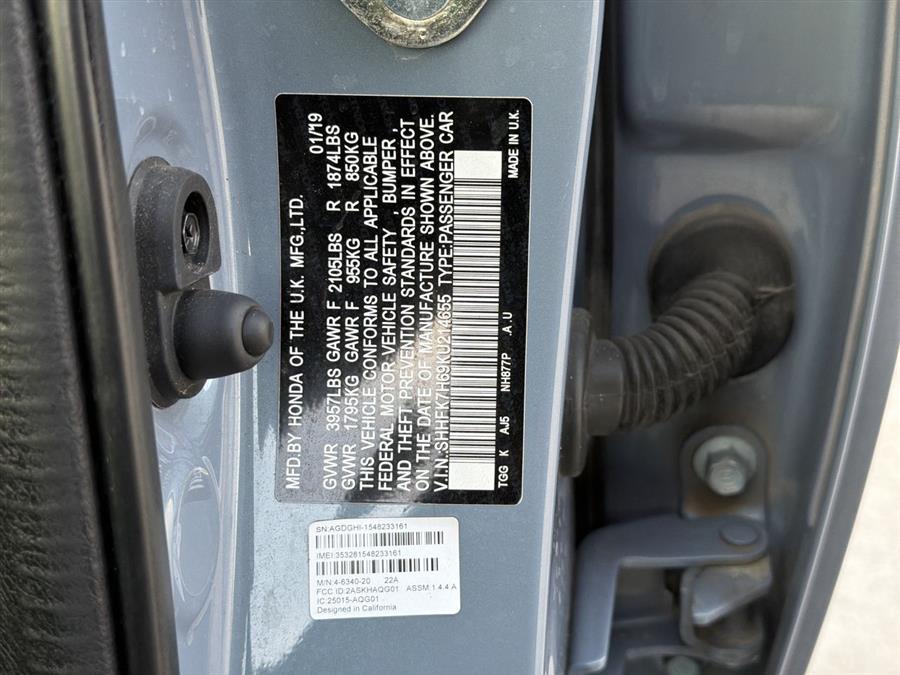 MFD.BY HONDA OF THE U.K. MFG.,LTD. 01/19
GVWR 3957LBS GAWR F 2105LBS R 1874LBS
GVWR 1795KG GAWR F 955KG R 850KG
THIS VEHICLE CONFORMS TO ALL APPLICABLE
FEDERAL MOTOR-VEHICLE SAFETY , BUMPER ,
AND THEFT PREVENTION STANDARDS IN EFFECT
ON THE DATE OF MANUFACTURE SHOWN ABOVE.
V.I.N.:SHHFK7H69KU214655 TYPE:PASSENGER CAR
TGG K AJ5 NH877P .A.U MADE IN U.K.
SN:AGDGHI-1548233161
IMEI:353281548233161
M/N:4-6340-20 22A
FCC ID:2ASKHAQG01 ASSM:1.4.4 A
IC:25015-AQG01
Designed in California